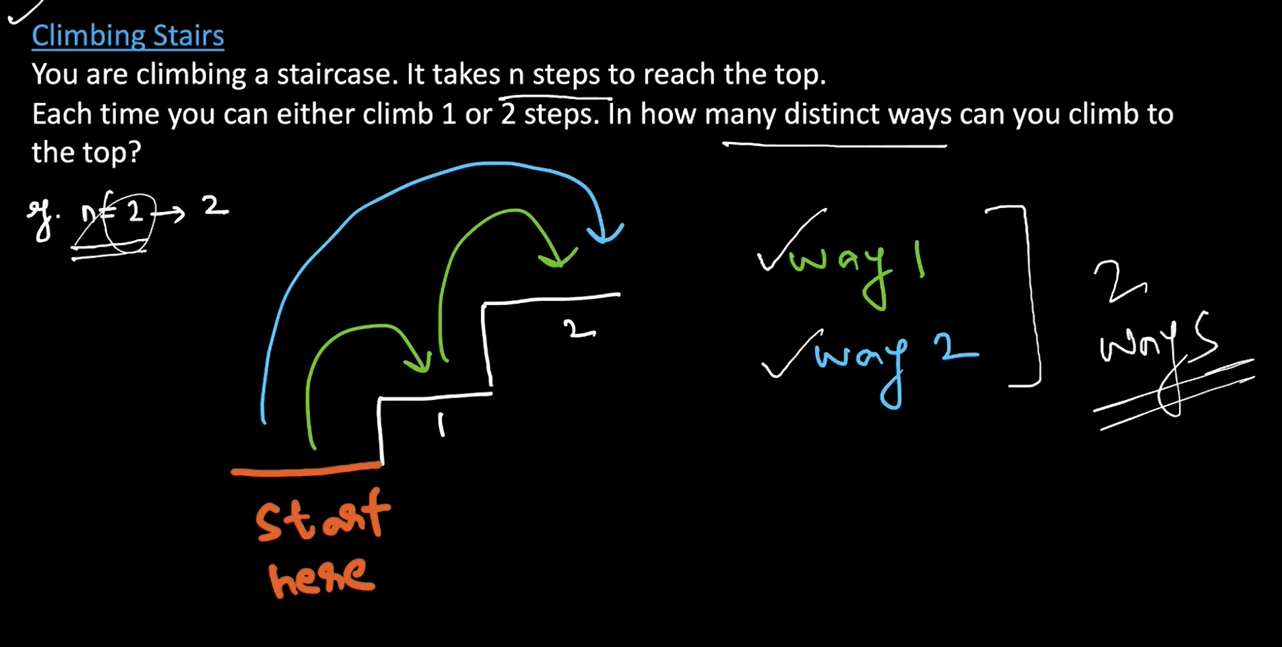 Climbing Stairs
You are climbing a staircase. It takes n steps to reach the top.
Each time you can either climb 1 or 2 steps. In how many distinct ways can you climb to
the top?
eg. n = 2 → 2
way 1
way 2
2
ways
2
1
Start
here